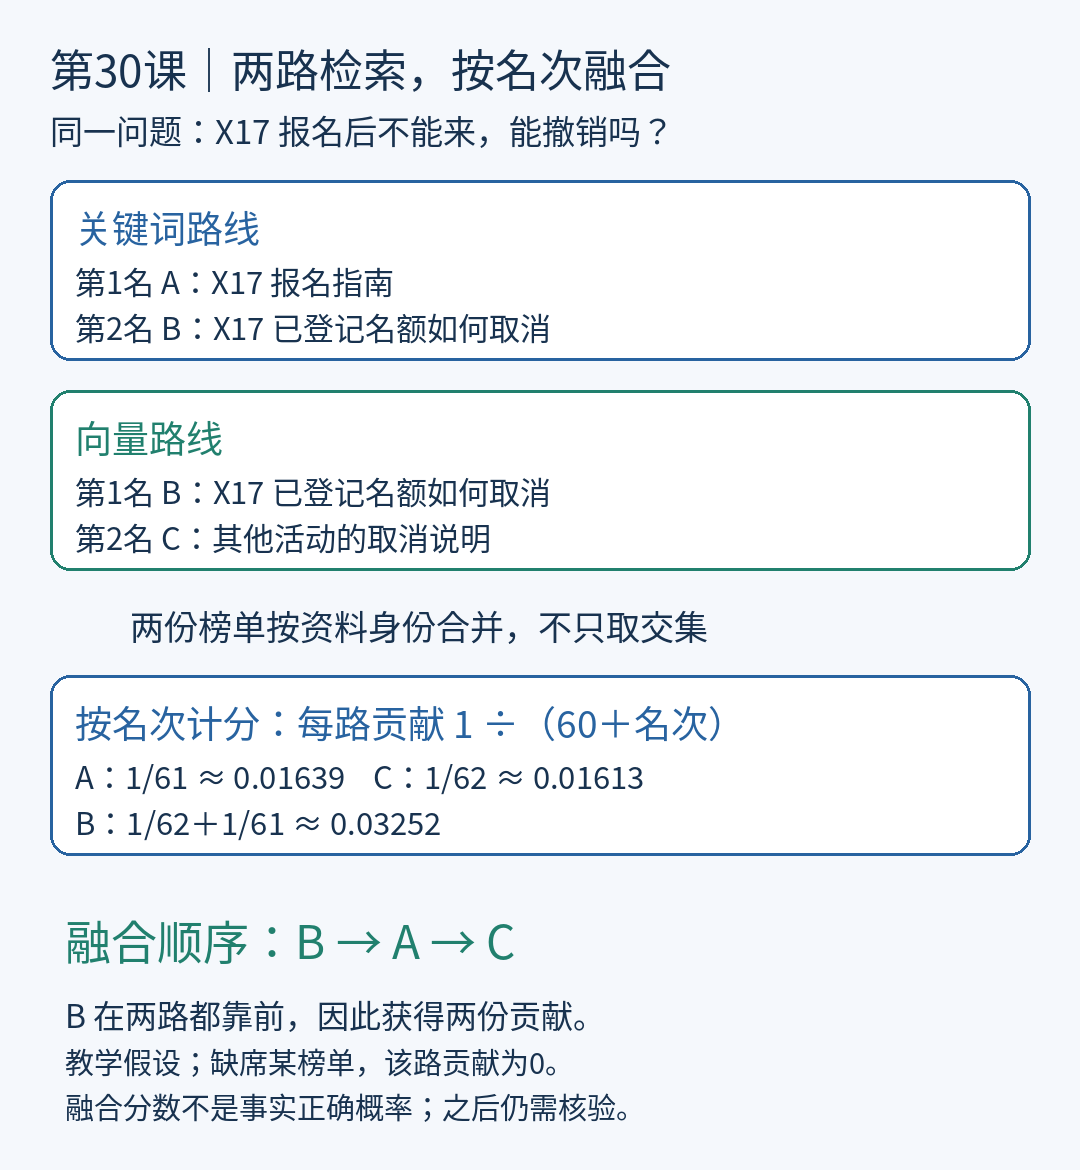 第30课｜两路检索，按名次融合
同一问题：X17 报名后不能来，能撤销吗？
关键词路线
第1名 A：X17 报名指南
第2名 B：X17 已登记名额如何取消
向量路线
第1名 B：X17 已登记名额如何取消
第2名 C：其他活动的取消说明
两份榜单按资料身份合并，不只取交集
按名次计分：每路贡献 1 ÷（60＋名次）
A：1/61 ≈ 0.01639　C：1/62 ≈ 0.01613
B：1/62＋1/61 ≈ 0.03252
融合顺序：B → A → C
B 在两路都靠前，因此获得两份贡献。
教学假设；缺席某榜单，该路贡献为0。
融合分数不是事实正确概率；之后仍需核验。